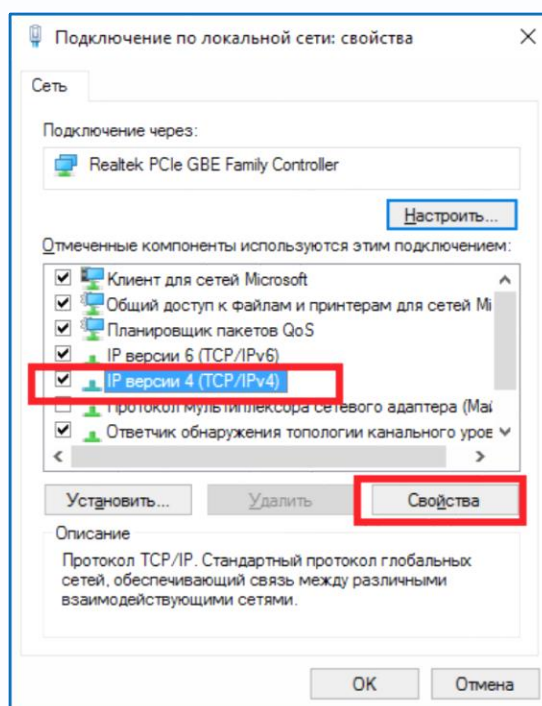 Подключение по локальной сети: свойства
Сеть
Подключение через:
Realtek PCIe GBE Family Controller
Настроить...
Отмеченные компоненты используются этим подключением:
Клиент для сетей Microsoft
Общий доступ к файлам и принтерам для сетей Mi
Планировщик пакетов QoS
IP версии 6 (TCP/IPv6)
IP версии 4 (TCP/IPv4)
Протокол мультиплексора сетевого адаптера (Май
Ответчик обнаружения топологии канального уров
Установить...
Удалить
Свойства
Описание
Протокол TCP/IP. Стандартный протокол глобальных
сетей, обеспечивающий связь между различными
взаимодействующими сетями.
OK
Отмена